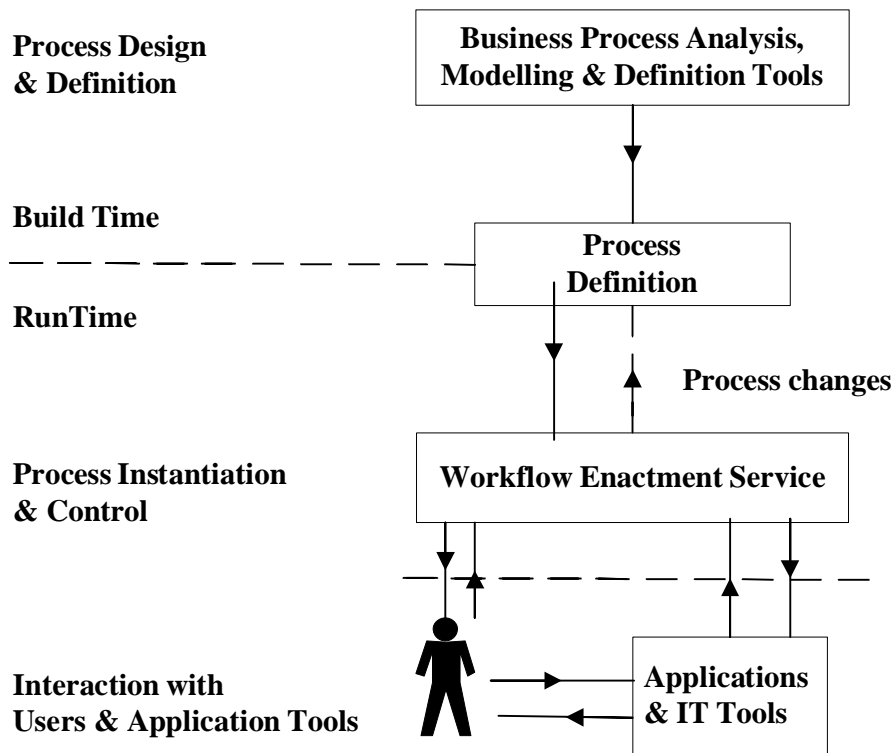 Process Design
& Definition
Business Process Analysis,
Modelling & Definition Tools
Build Time
Process
Definition
RunTime
Process changes
Process Instantiation
& Control
Workflow Enactment Service
Interaction with
Users & Application Tools
Applications
& IT Tools